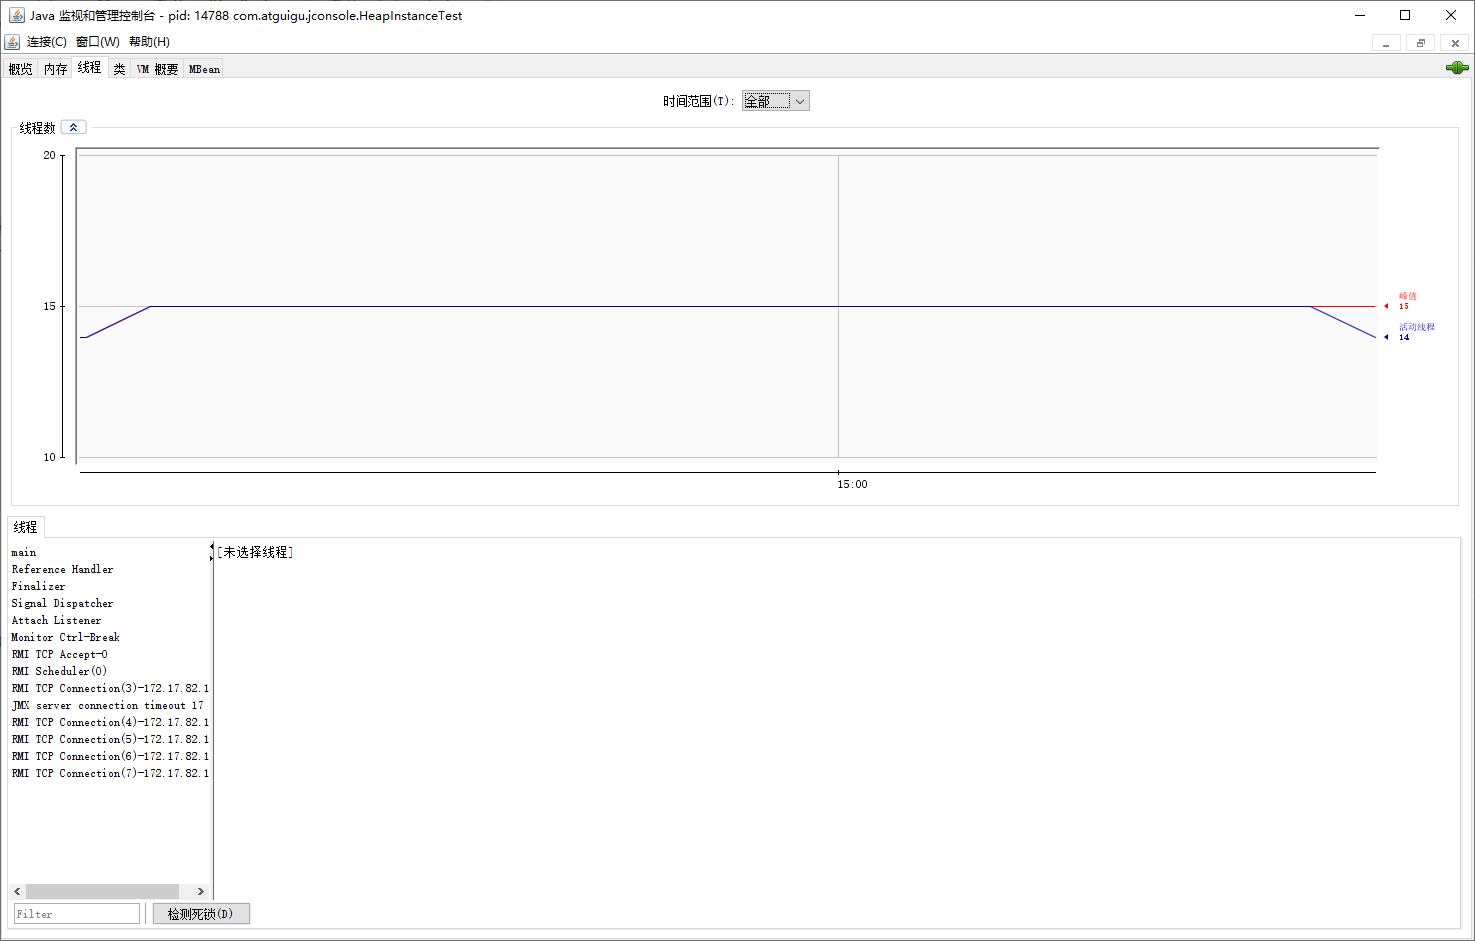 Java 监视和管理控制台 - pid: 14788 com.atguigu.jconsole.HeapInstanceTest
连接(C) 窗口(W) 帮助(H)
概览 内存 线程 类 VM 概要 MBean
时间范围(T): 全部
线程数
20
15
10
15:00
峰值
15
活动线程
14
线程
main
Reference Handler
Finalizer
Signal Dispatcher
Attach Listener
Monitor Ctrl-Break
RMI TCP Accept-0
RMI Scheduler(0)
RMI TCP Connection(3)-172.17.82.1
JMX server connection timeout 17
RMI TCP Connection(4)-172.17.82.1
RMI TCP Connection(5)-172.17.82.1
RMI TCP Connection(6)-172.17.82.1
RMI TCP Connection(7)-172.17.82.1
[未选择线程]
Filter
检测死锁(D)